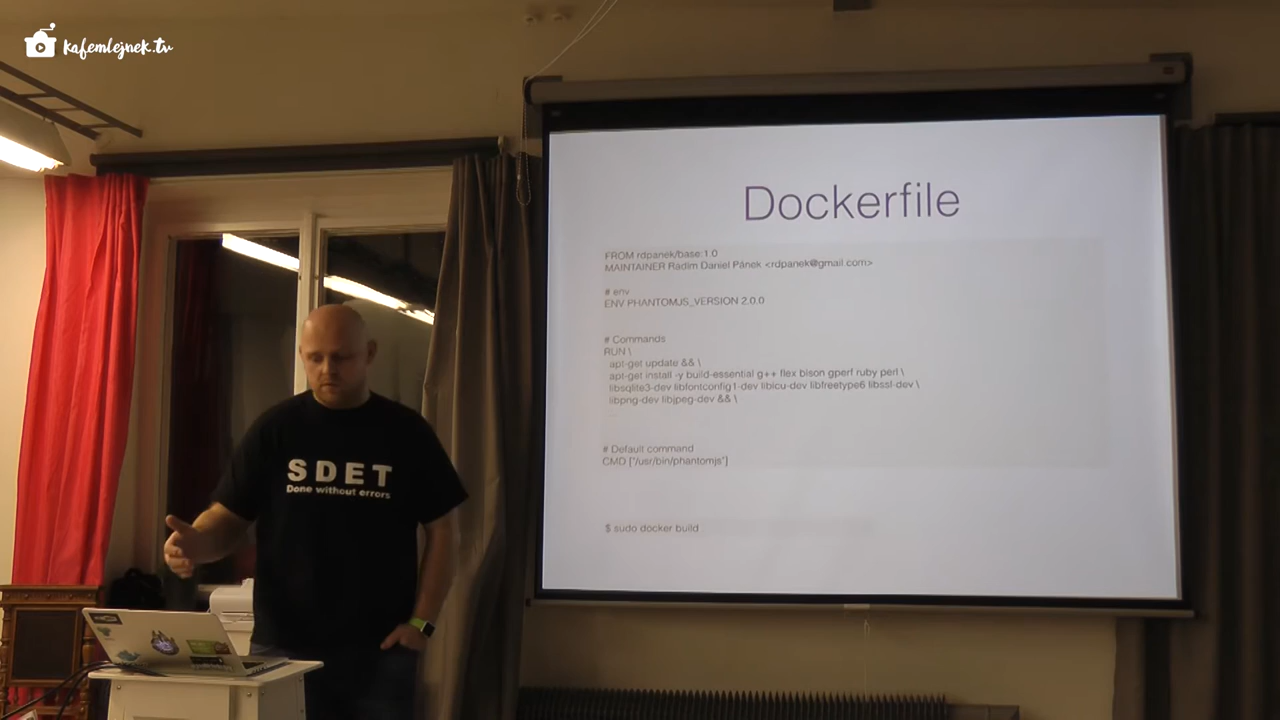 kafemlejnek.tv
Dockerfile
FROM rdpanek/base:1.0
MAINTAINER Radim Daniel Pánek <rdpanek@gmail.com>
# env
ENV PHANTOMJS_VERSION 2.0.0
# Commands
RUN \
apt-get update && \
apt-get install -y build-essential g++ flex bison gperf ruby perl \
libsqlite3-dev libfontconfig1-dev libicu-dev libfreetype6 libssl-dev \
libpng-dev libjpeg-dev && \
...
# Default command
CMD ["/usr/bin/phantomjs"]
$ sudo docker build
SDET
Done without errors